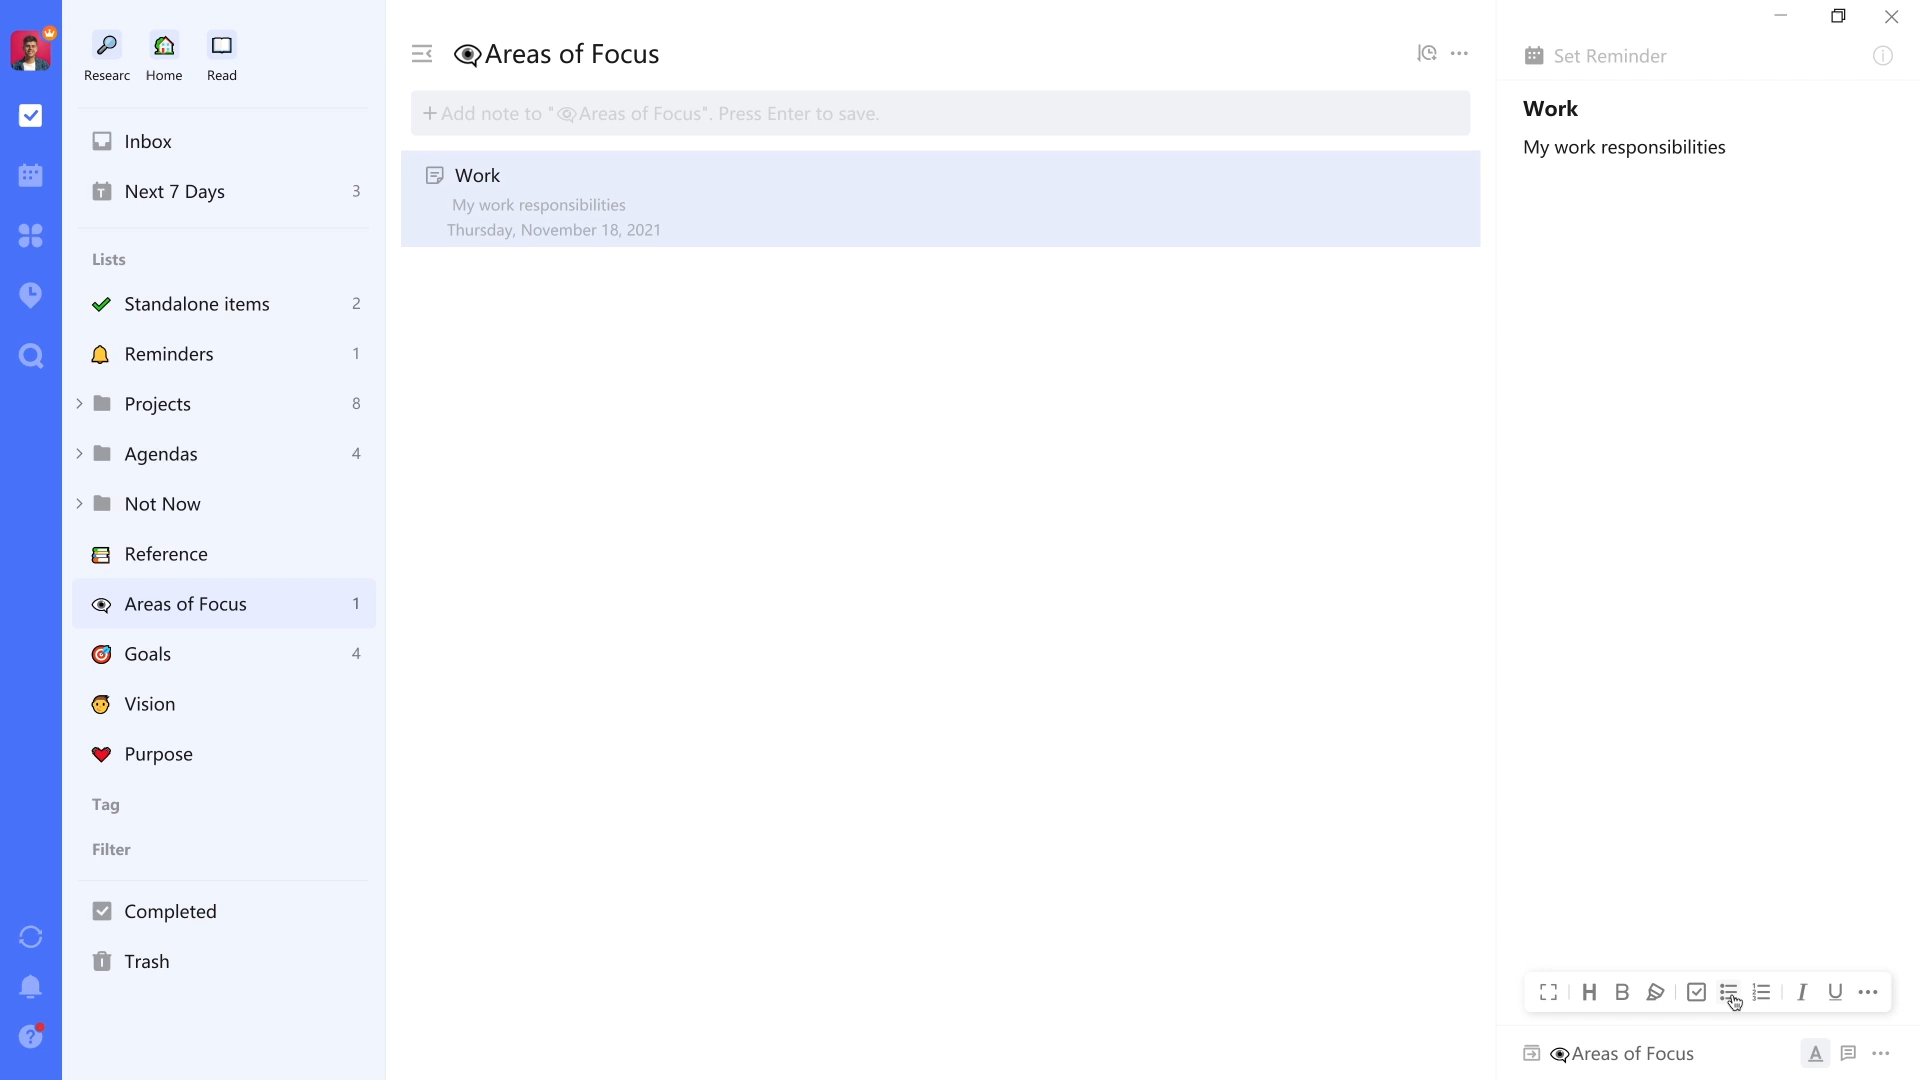 Researc
Home
Read
Inbox
Next 7 Days 3
Lists
Standalone items 2
Reminders 1
Projects 8
Agendas 4
Not Now
Reference
Areas of Focus 1
Goals 4
Vision
Purpose
Tag
Filter
Completed
Trash
Areas of Focus
+ Add note to "👁Areas of Focus". Press Enter to save.
Work
My work responsibilities
Thursday, November 18, 2021
Set Reminder
Work
My work responsibilities
H B I U
Areas of Focus A